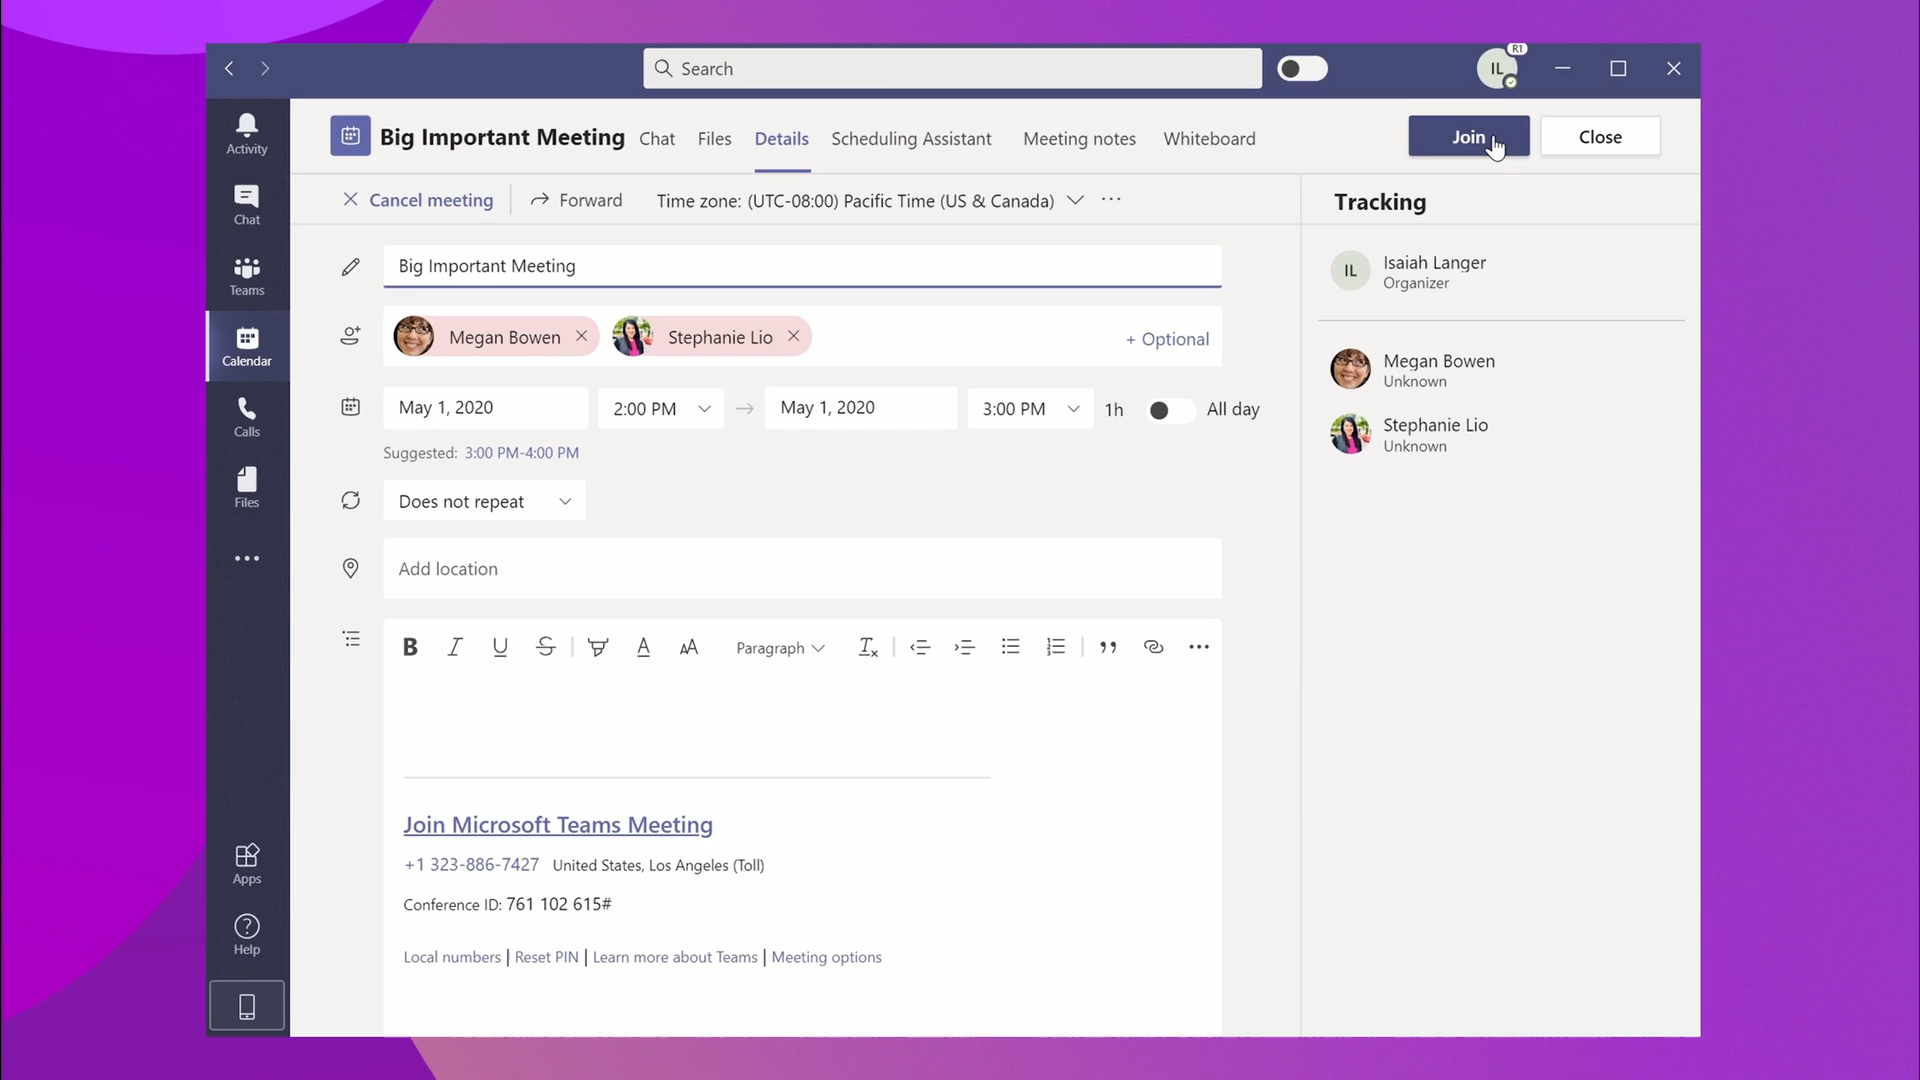 Search
IL
R1
Activity
Chat
Teams
Calendar
Calls
Files
Apps
Help
Big Important Meeting
Chat Files Details Scheduling Assistant Meeting notes Whiteboard
Join Close
Cancel meeting Forward Time zone: (UTC-08:00) Pacific Time (US & Canada)
Big Important Meeting
Megan Bowen Stephanie Lio + Optional
May 1, 2020 2:00 PM May 1, 2020 3:00 PM 1h All day
Suggested: 3:00 PM-4:00 PM
Does not repeat
Add location
B I U S A AA Paragraph
Join Microsoft Teams Meeting
+1 323-886-7427 United States, Los Angeles (Toll)
Conference ID: 761 102 615#
Local numbers | Reset PIN | Learn more about Teams | Meeting options
Tracking
IL
Isaiah Langer
Organizer
Megan Bowen
Unknown
Stephanie Lio
Unknown